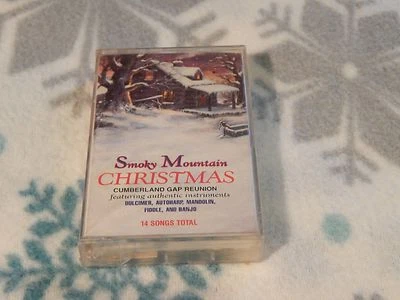 Smoky Mountain
CHRISTMAS
CUMBERLAND GAP REUNION
featuring authentic instruments
DULCIMER, AUTOHARP, MANDOLIN,
FIDDLE, AND BANJO
14 SONGS TOTAL